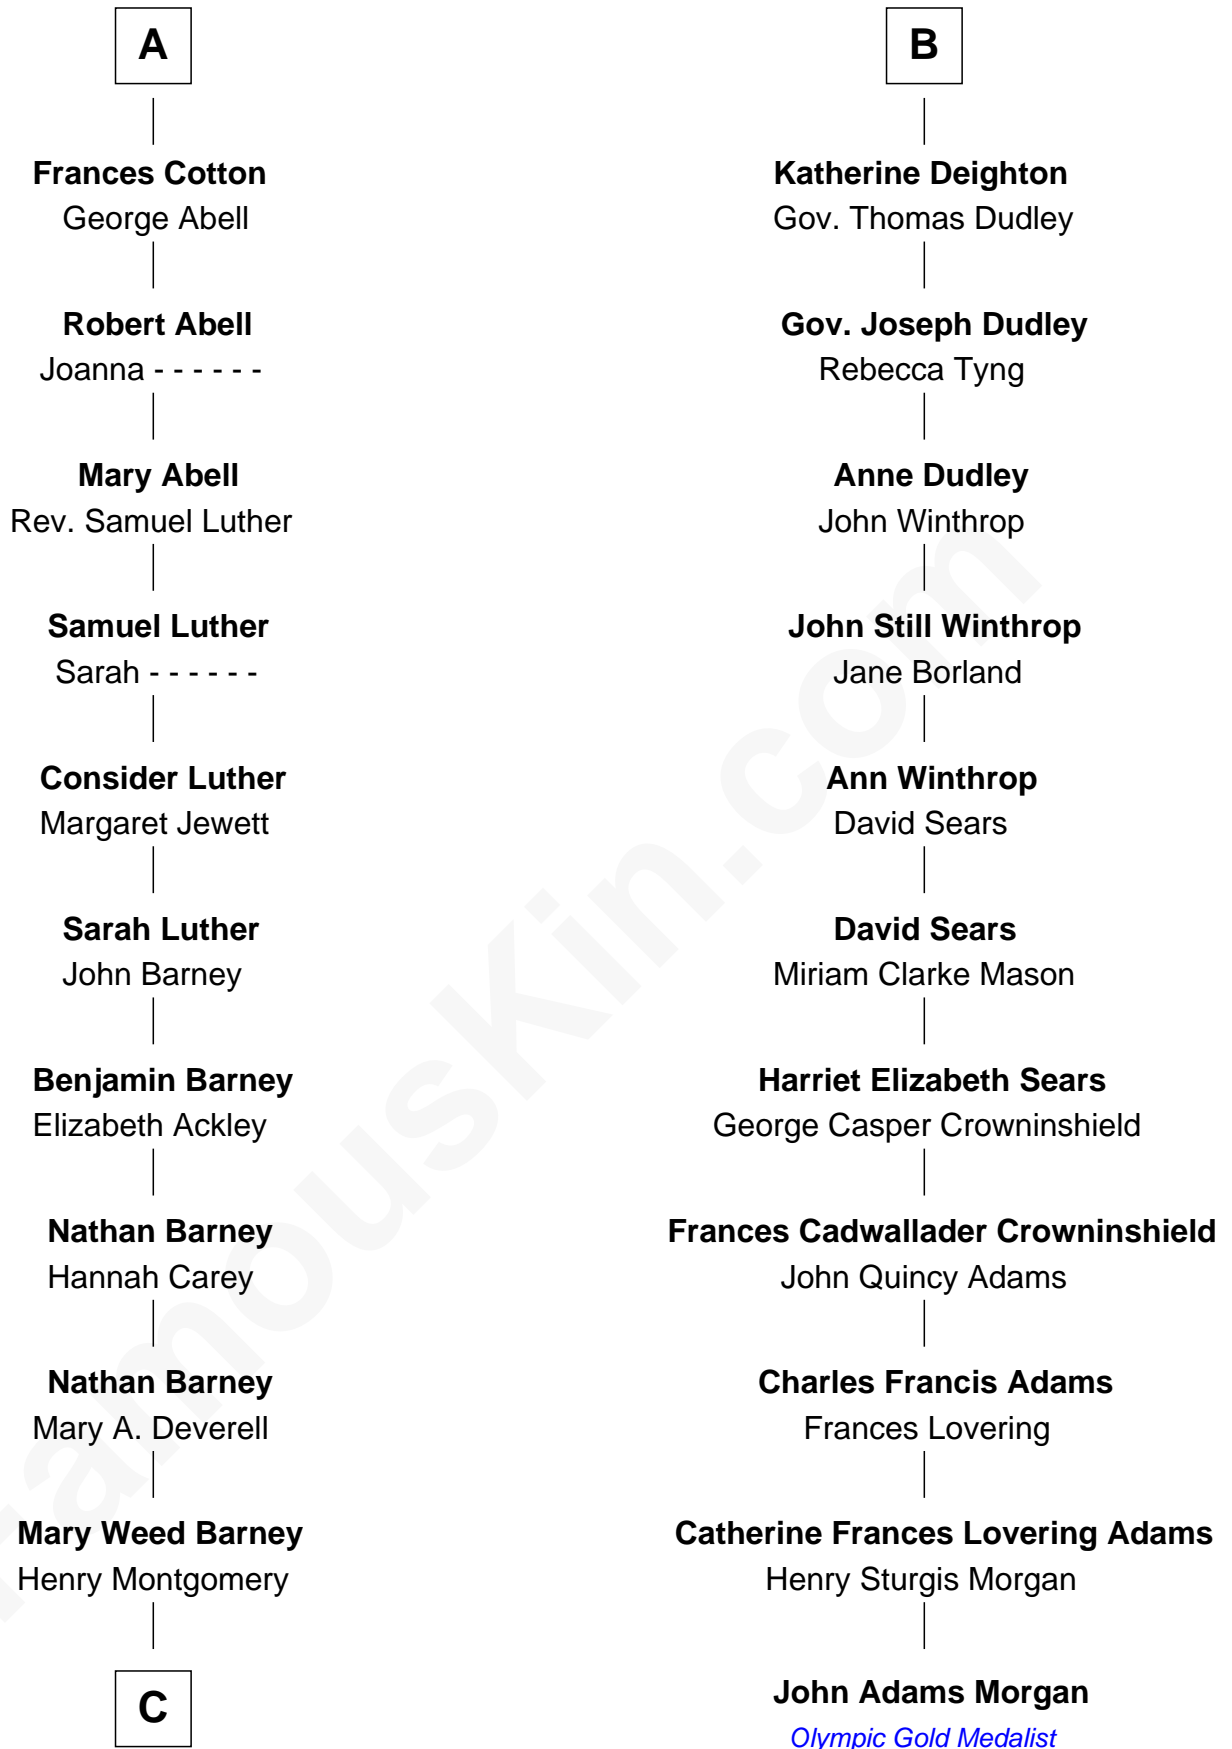 A
Frances Cotton
George Abell
Robert Abell
Joanna - - - - - -
Mary Abell
Rev. Samuel Luther
Samuel Luther
Sarah - - - - - -
Consider Luther
Margaret Jewett
Sarah Luther
John Barney
Benjamin Barney
Elizabeth Ackley
Nathan Barney
Hannah Carey
Nathan Barney
Mary A. Deverell
Mary Weed Barney
Henry Montgomery
C
B
Katherine Deighton
Gov. Thomas Dudley
Gov. Joseph Dudley
Rebecca Tyng
Anne Dudley
John Winthrop
John Still Winthrop
Jane Borland
Ann Winthrop
David Sears
David Sears
Miriam Clarke Mason
Harriet Elizabeth Sears
George Casper Crowninshield
Frances Cadwallader Crowninshield
John Quincy Adams
Charles Francis Adams
Frances Lovering
Catherine Frances Lovering Adams
Henry Sturgis Morgan
John Adams Morgan
Olympic Gold Medalist
FamousKin.com